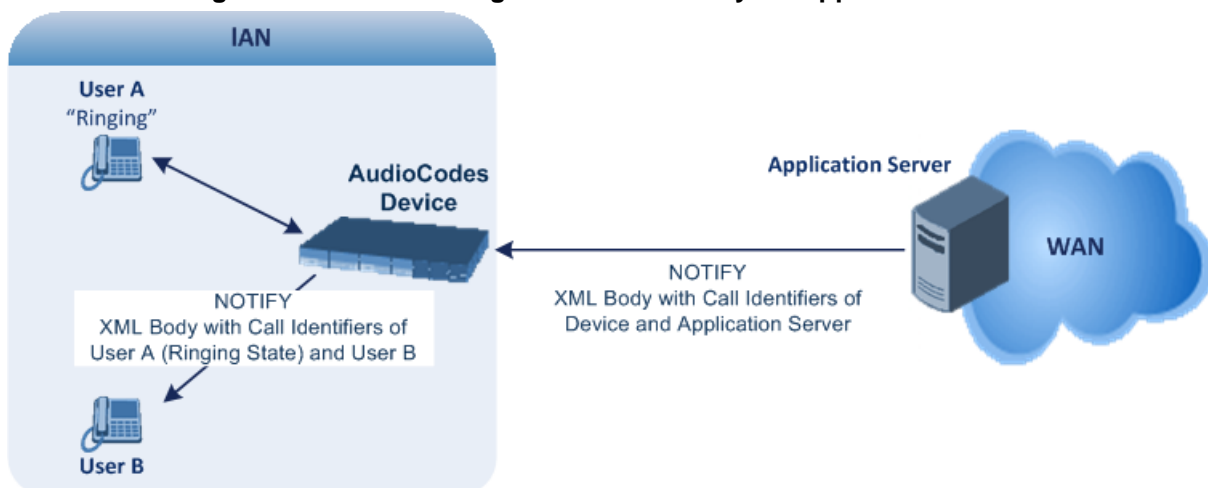 IAN
User A
"Ringing"
AudioCodes
Device
NOTIFY
XML Body with Call Identifiers of
User A (Ringing State) and User B
User B
NOTIFY
XML Body with Call Identifiers of
Device and Application Server
Application Server
WAN